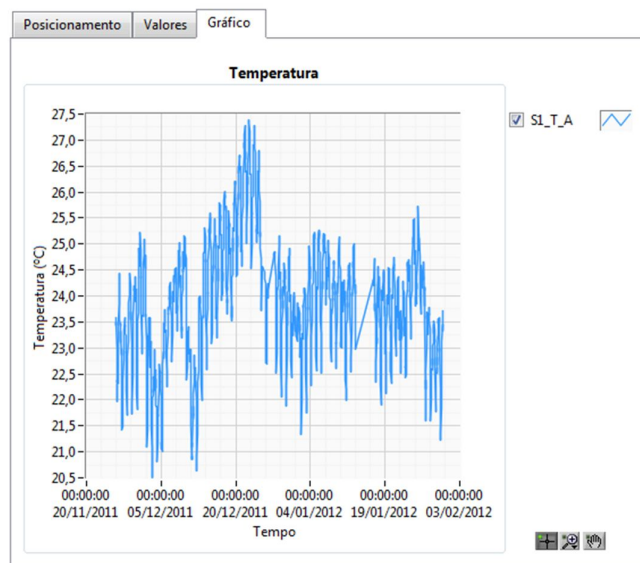 Posicionamento Valores Gráfico
Temperatura
S1_T_A
Temperatura (ºC)
27,5
27,0
26,5
26,0
25,5
25,0
24,5
24,0
23,5
23,0
22,5
22,0
21,5
21,0
20,5
00:00:00 00:00:00 00:00:00 00:00:00 00:00:00 00:00:00
20/11/2011 05/12/2011 20/12/2011 04/01/2012 19/01/2012 03/02/2012
Tempo